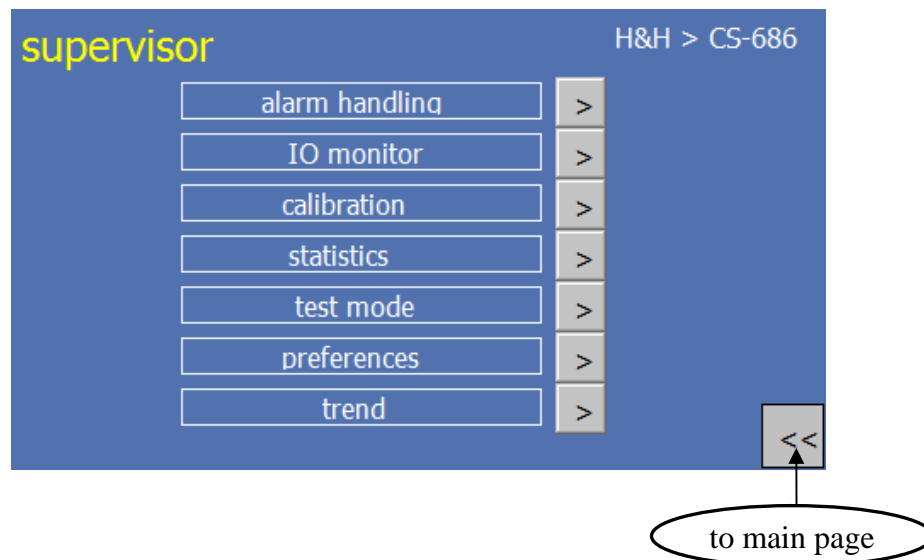 supervisor
H&H > CS-686
alarm handling >
IO monitor >
calibration >
statistics >
test mode >
preferences >
trend >
<<
to main page